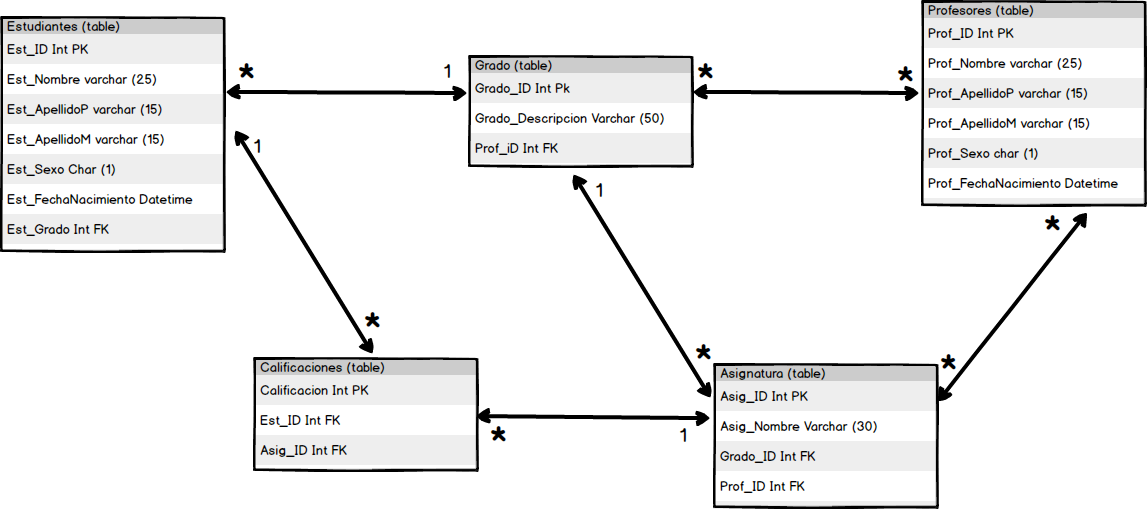 Estudiantes (table)
Est_ID Int PK
Est_Nombre varchar (25)
Est_ApellidoP varchar (15)
Est_ApellidoM varchar (15)
Est_Sexo Char (1)
Est_FechaNacimiento Datetime
Est_Grado Int FK
*
1
Grado (table)
Grado_ID Int Pk
Grado_Descripcion Varchar (50)
Prof_iD Int FK
*
*
Profesores (table)
Prof_ID Int PK
Prof_Nombre varchar (25)
Prof_ApellidoP varchar (15)
Prof_ApellidoM varchar (15)
Prof_Sexo char (1)
Prof_FechaNacimiento Datetime
1
*
1
*
*
*
Calificaciones (table)
Calificacion Int PK
Est_ID Int FK
Asig_ID Int FK
*
1
Asignatura (table)
Asig_ID Int PK
Asig_Nombre Varchar (30)
Grado_ID Int FK
Prof_ID Int FK